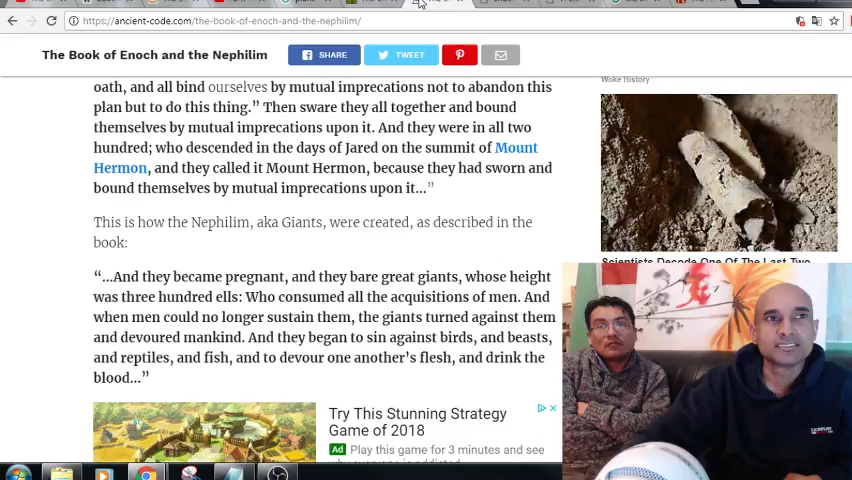 https://ancient-code.com/the-book-of-enoch-and-the-nephilim/
The Book of Enoch and the Nephilim
SHARE
TWEET
Woke History
oath, and all bind ourselves by mutual imprecations not to abandon this
plan but to do this thing.” Then sware they all together and bound
themselves by mutual imprecations upon it. And they were in all two
hundred; who descended in the days of Jared on the summit of Mount
Hermon, and they called it Mount Hermon, because they had sworn and
bound themselves by mutual imprecations upon it…”
This is how the Nephilim, aka Giants, were created, as described in the
book:
“…And they became pregnant, and they bare great giants, whose height
was three hundred ells: Who consumed all the acquisitions of men. And
when men could no longer sustain them, the giants turned against them
and devoured mankind. And they began to sin against birds, and beasts,
and reptiles, and fish, and to devour one another’s flesh, and drink the
blood…”
Scientists Decode One Of The Last Two
Try This Stunning Strategy
Game of 2018
Ad Play this game for 3 minutes and see